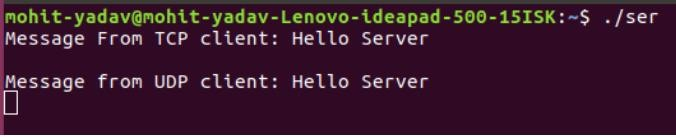 mohit-yadav@mohit-yadav-Lenovo-ideapad-500-15ISK:~$ ./ser
Message From TCP client: Hello Server
Message from UDP client: Hello Server